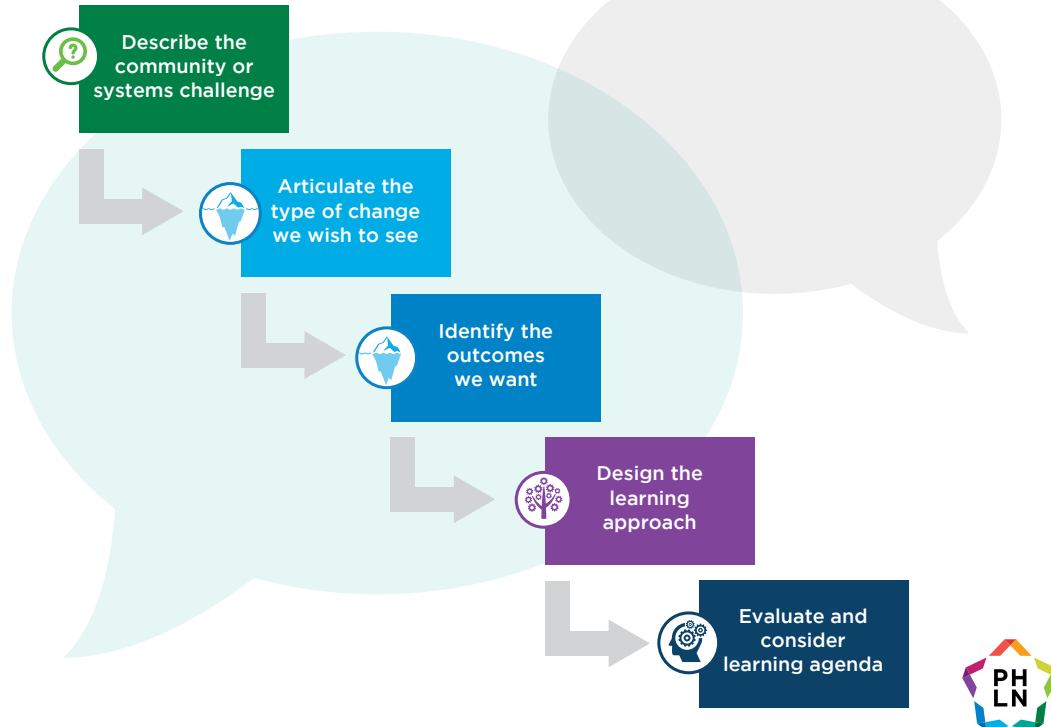 Describe the
community or
systems challenge
Articulate the
type of change
we wish to see
Identify the
outcomes
we want
Design the
learning
approach
Evaluate and
consider
learning agenda
PH
LN